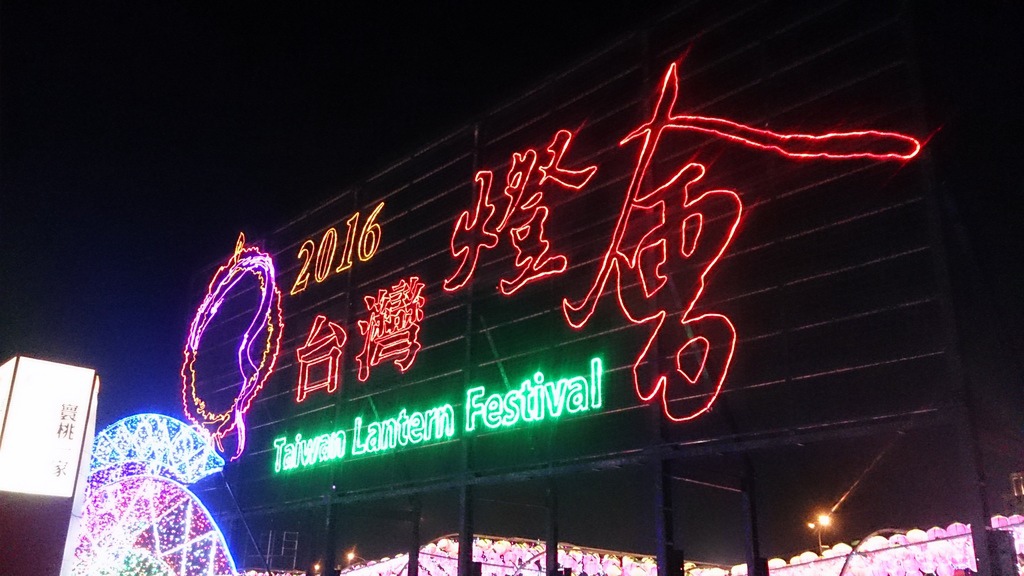 2016
台灣燈會
Taiwan Lantern Festival